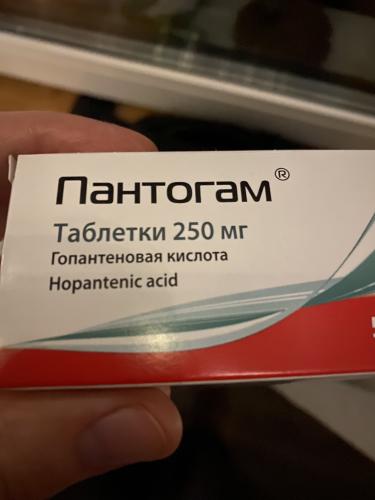 Пантогам®
Таблетки 250 мг
Гопантеновая кислота
Hopantenic acid